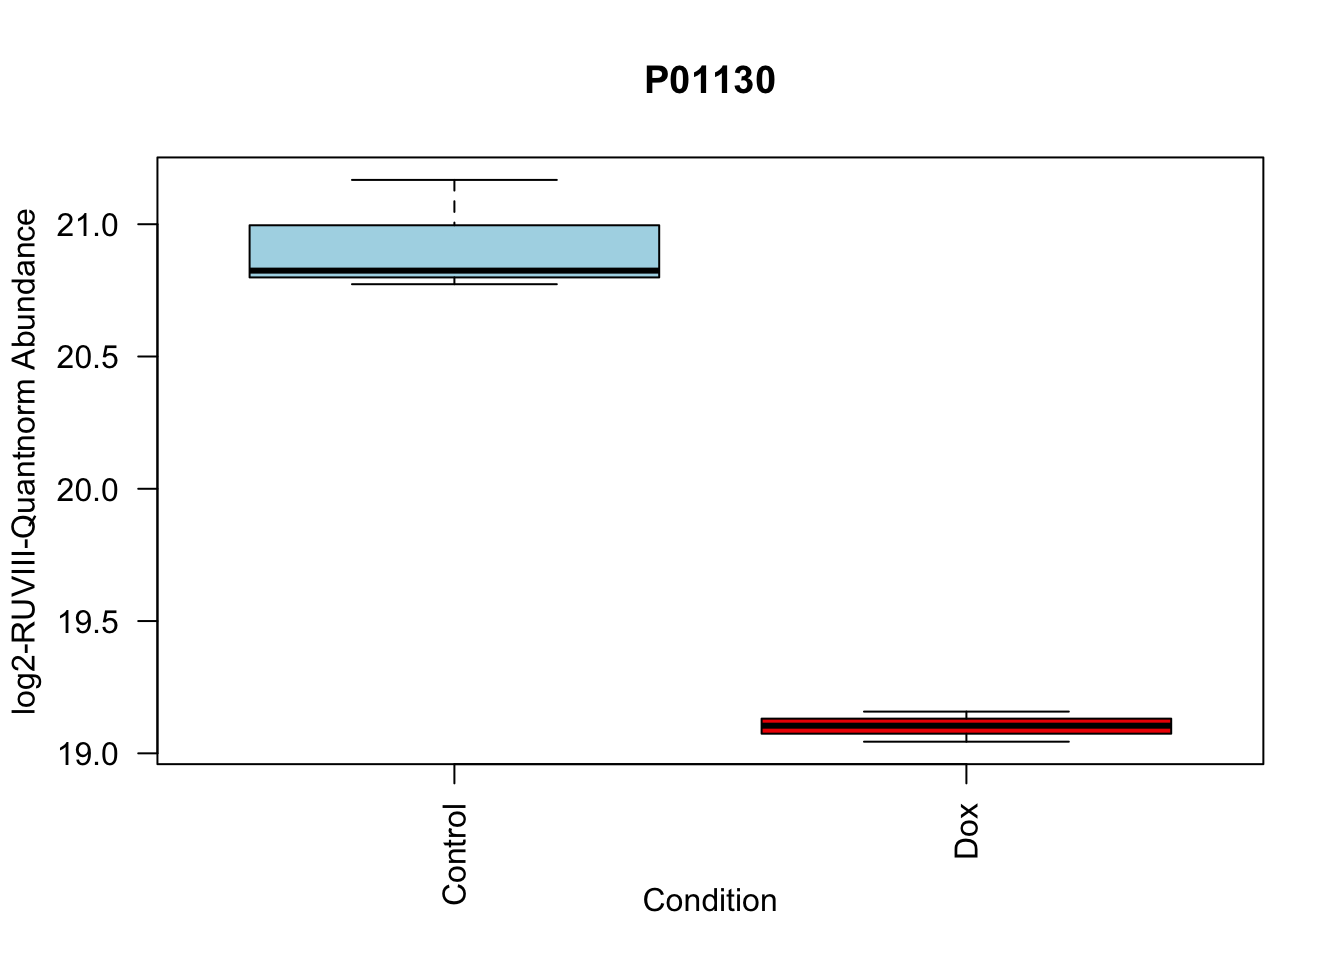 P01130
log2-RUVIII-Quantnorm Abundance
21.0
20.5
20.0
19.5
19.0
Control
Dox
Condition